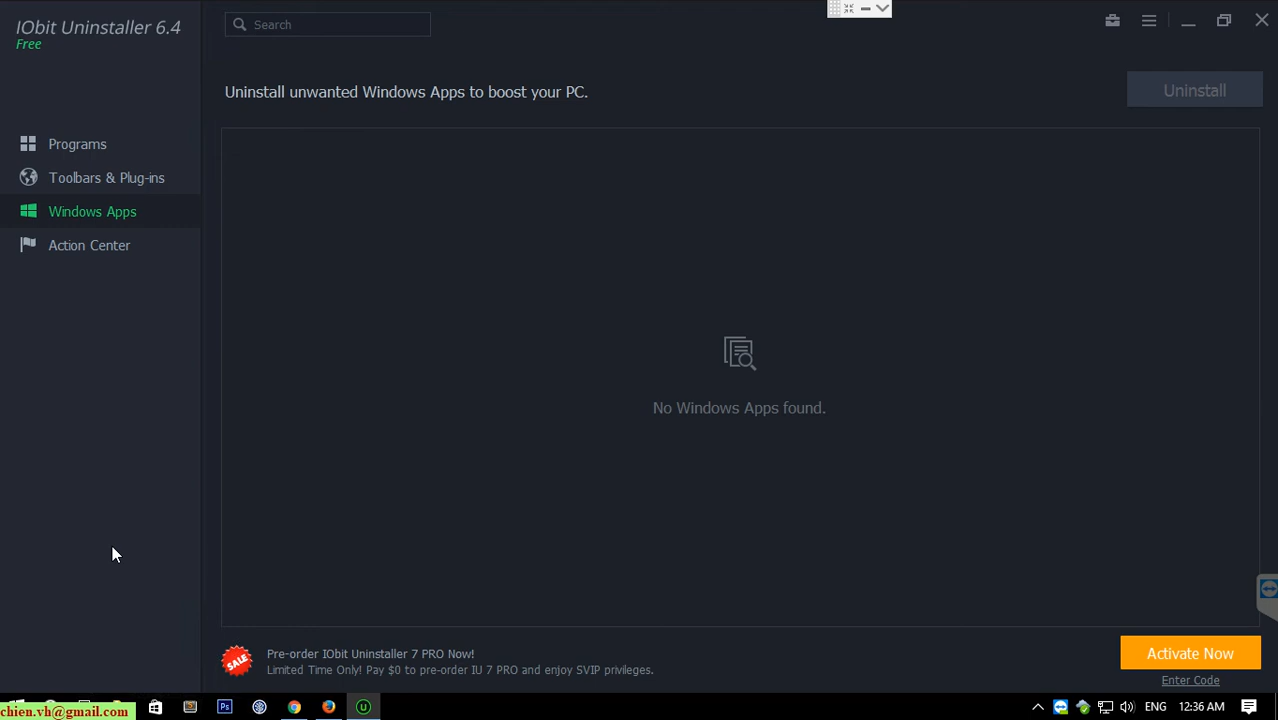 IObit Uninstaller 6.4
Free
Search
Uninstall unwanted Windows Apps to boost your PC.
Uninstall
Programs
Toolbars & Plug-ins
Windows Apps
Action Center
No Windows Apps found.
SALE
Pre-order IObit Uninstaller 7 PRO Now!
Limited Time Only! Pay $0 to pre-order IU 7 PRO and enjoy SVIP privileges.
Activate Now
Enter Code
chien.vh@gmail.com
Ps
U
ENG
12:36 AM